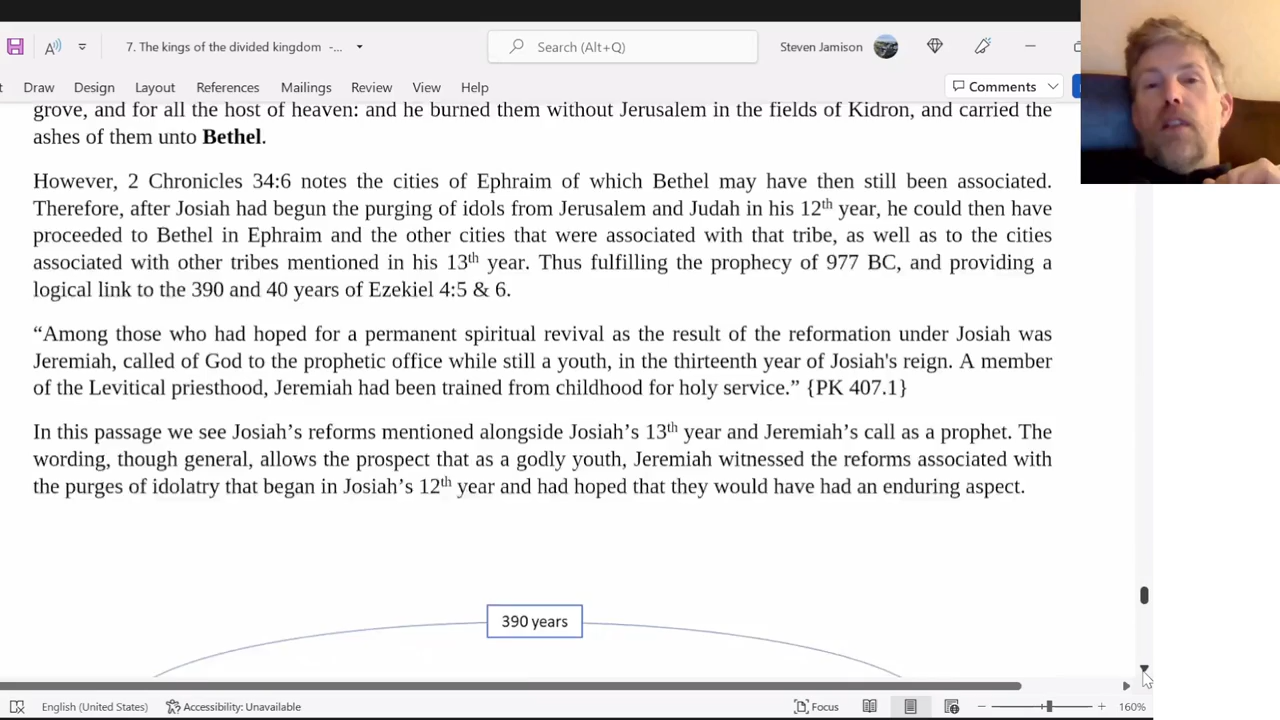 7. The kings of the divided kingdom -...
Search (Alt+Q)
Steven Jamison
Draw Design Layout References Mailings Review View Help
Comments
grove, and for all the host of heaven: and he burned them without Jerusalem in the fields of Kidron, and carried the
ashes of them unto Bethel.
However, 2 Chronicles 34:6 notes the cities of Ephraim of which Bethel may have then still been associated.
Therefore, after Josiah had begun the purging of idols from Jerusalem and Judah in his 12th year, he could then have
proceeded to Bethel in Ephraim and the other cities that were associated with that tribe, as well as to the cities
associated with other tribes mentioned in his 13th year. Thus fulfilling the prophecy of 977 BC, and providing a
logical link to the 390 and 40 years of Ezekiel 4:5 & 6.
“Among those who had hoped for a permanent spiritual revival as the result of the reformation under Josiah was
Jeremiah, called of God to the prophetic office while still a youth, in the thirteenth year of Josiah's reign. A member
of the Levitical priesthood, Jeremiah had been trained from childhood for holy service.” {PK 407.1}
In this passage we see Josiah’s reforms mentioned alongside Josiah’s 13th year and Jeremiah’s call as a prophet. The
wording, though general, allows the prospect that as a godly youth, Jeremiah witnessed the reforms associated with
the purges of idolatry that began in Josiah’s 12th year and had hoped that they would have had an enduring aspect.
390 years
English (United States) Accessibility: Unavailable Focus 160%